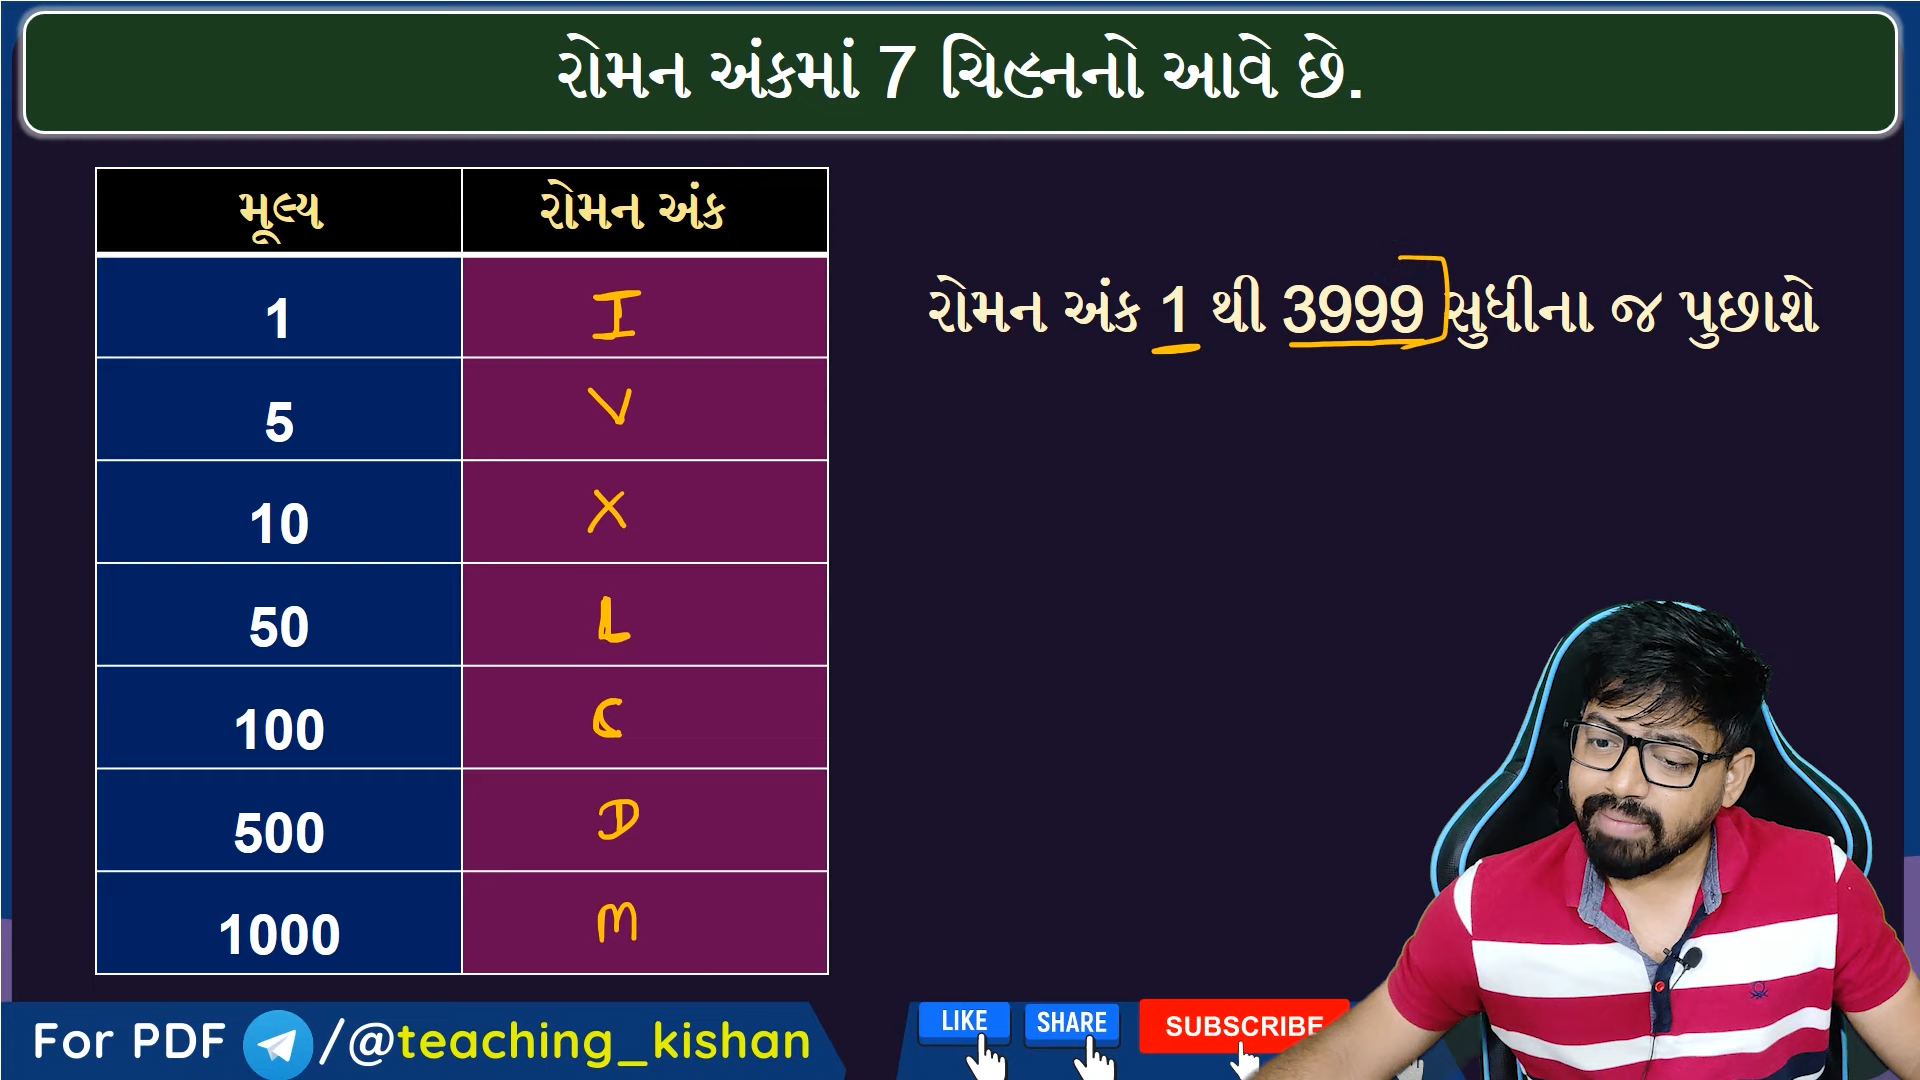 રોમન અંકમાં 7 ચિહ્નનો આવે છે.
મૂલ્ય રોમન અંક
1 I
5 V
10 X
50 L
100 C
500 D
1000 M
રોમન અંક 1 થી 3999 સુધીના જ પુછાશે
For PDF /@teaching_kishan
LIKE SHARE SUBSCRIBE